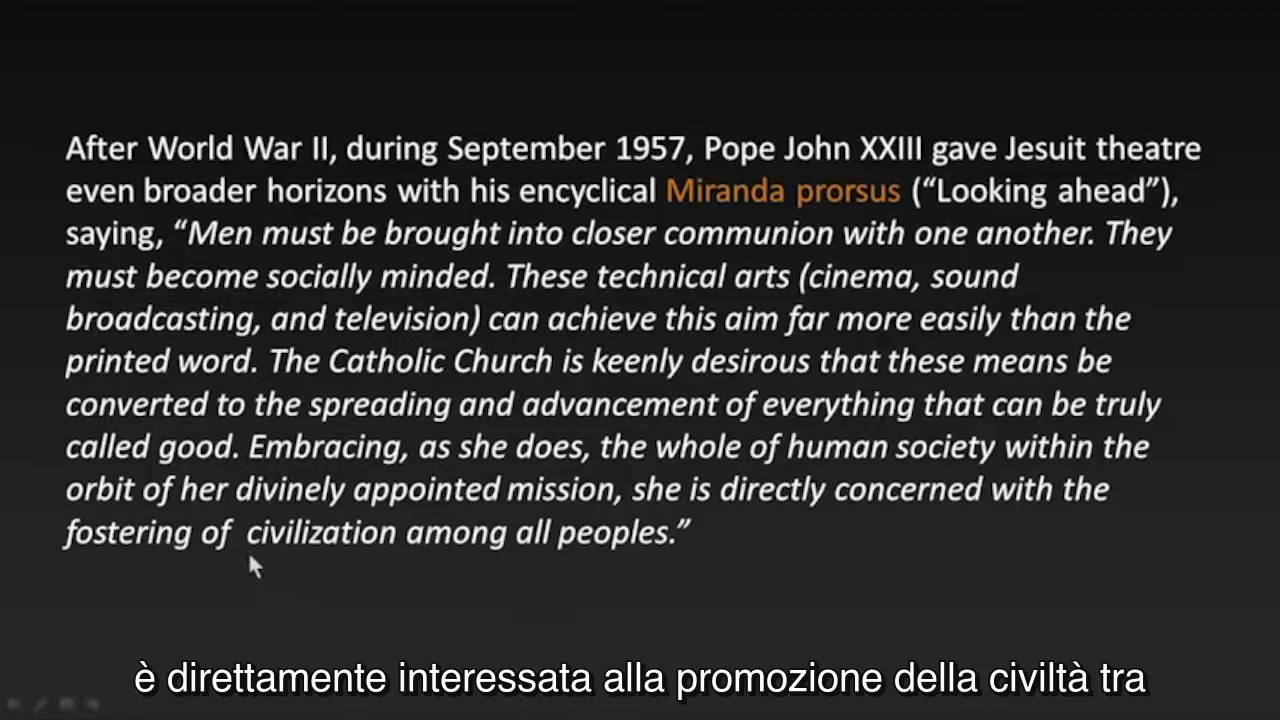 After World War II, during September 1957, Pope John XXIII gave Jesuit theatre
even broader horizons with his encyclical Miranda prorsus (“Looking ahead”),
saying, “Men must be brought into closer communion with one another. They
must become socially minded. These technical arts (cinema, sound
broadcasting, and television) can achieve this aim far more easily than the
printed word. The Catholic Church is keenly desirous that these means be
converted to the spreading and advancement of everything that can be truly
called good. Embracing, as she does, the whole of human society within the
orbit of her divinely appointed mission, she is directly concerned with the
fostering of civilization among all peoples.”
è direttamente interessata alla promozione della civiltà tra